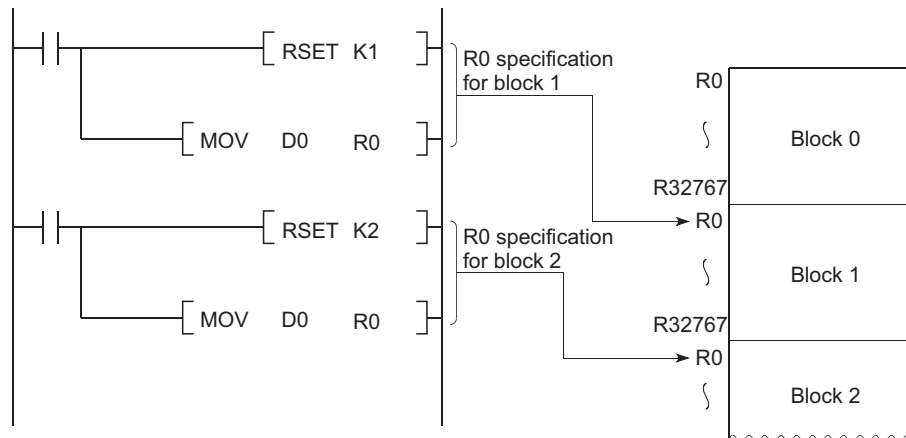 RSET K1
MOV D0 R0
R0 specification
for block 1
RSET K2
MOV D0 R0
R0 specification
for block 2
R0
Block 0
R32767
R0
Block 1
R32767
R0
Block 2